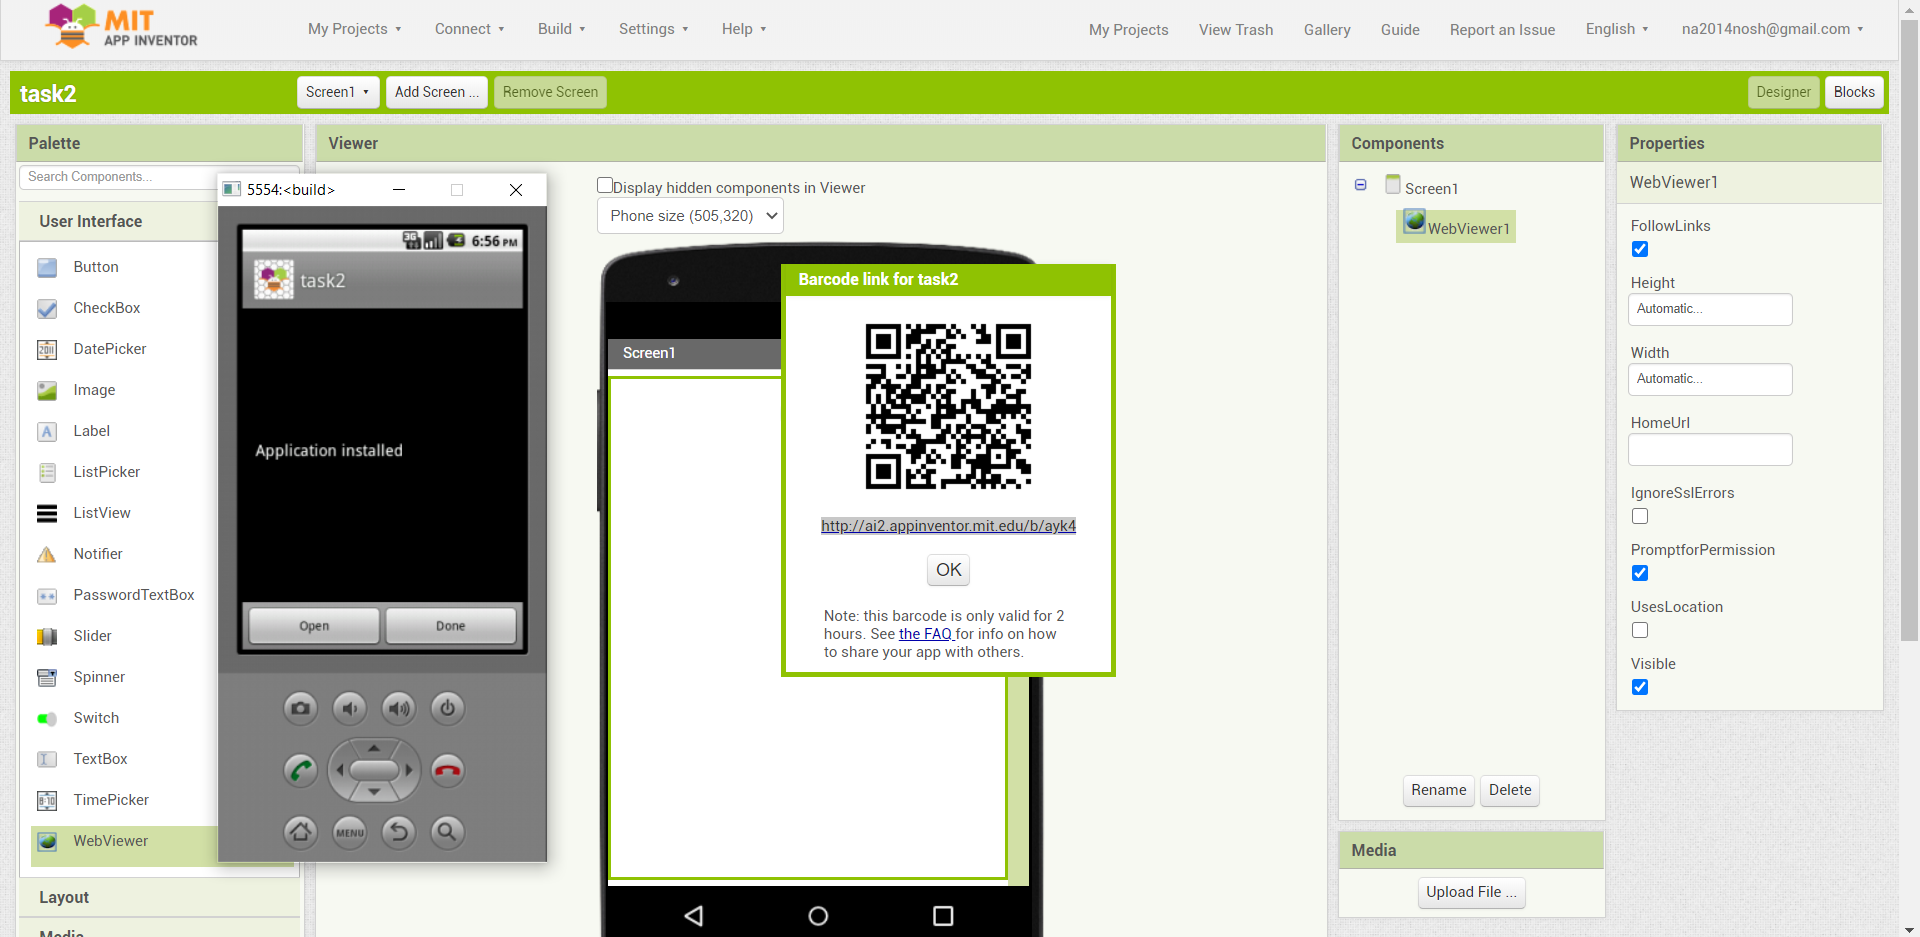 MIT
APP INVENTOR
My Projects
Connect
Build
Settings
Help
My Projects
View Trash
Gallery
Guide
Report an Issue
English
na2014nosh@gmail.com
task2
Screen1
Add Screen ...
Remove Screen
Designer
Blocks
Palette
Search Components...
User Interface
Button
CheckBox
DatePicker
Image
Label
ListPicker
ListView
Notifier
PasswordTextBox
Slider
Spinner
Switch
TextBox
TimePicker
WebViewer
Layout
Media
5554:<build>
3G
6:56 PM
task2
Application installed
Open
Done
MENU
Viewer
Display hidden components in Viewer
Phone size (505,320)
Screen1
Barcode link for task2
http://ai2.appinventor.mit.edu/b/ayk4
OK
Note: this barcode is only valid for 2
hours. See the FAQ for info on how
to share your app with others.
Components
Screen1
WebViewer1
Rename
Delete
Media
Upload File ...
Properties
WebViewer1
FollowLinks
Height
Automatic...
Width
Automatic...
HomeUrl
IgnoreSslErrors
PromptforPermission
UsesLocation
Visible